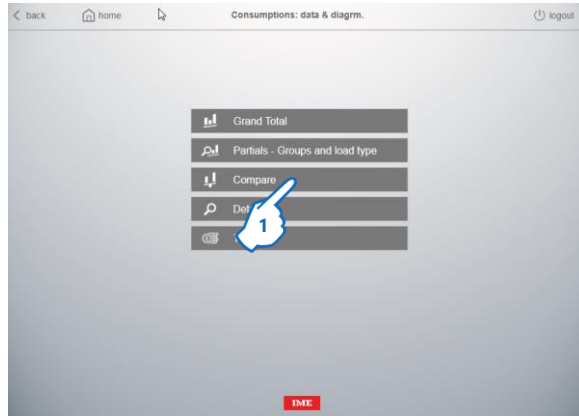 back
home
Consumptions: data & diagrm.
logout
Grand Total
Partials - Groups and load type
Compare
1
IME